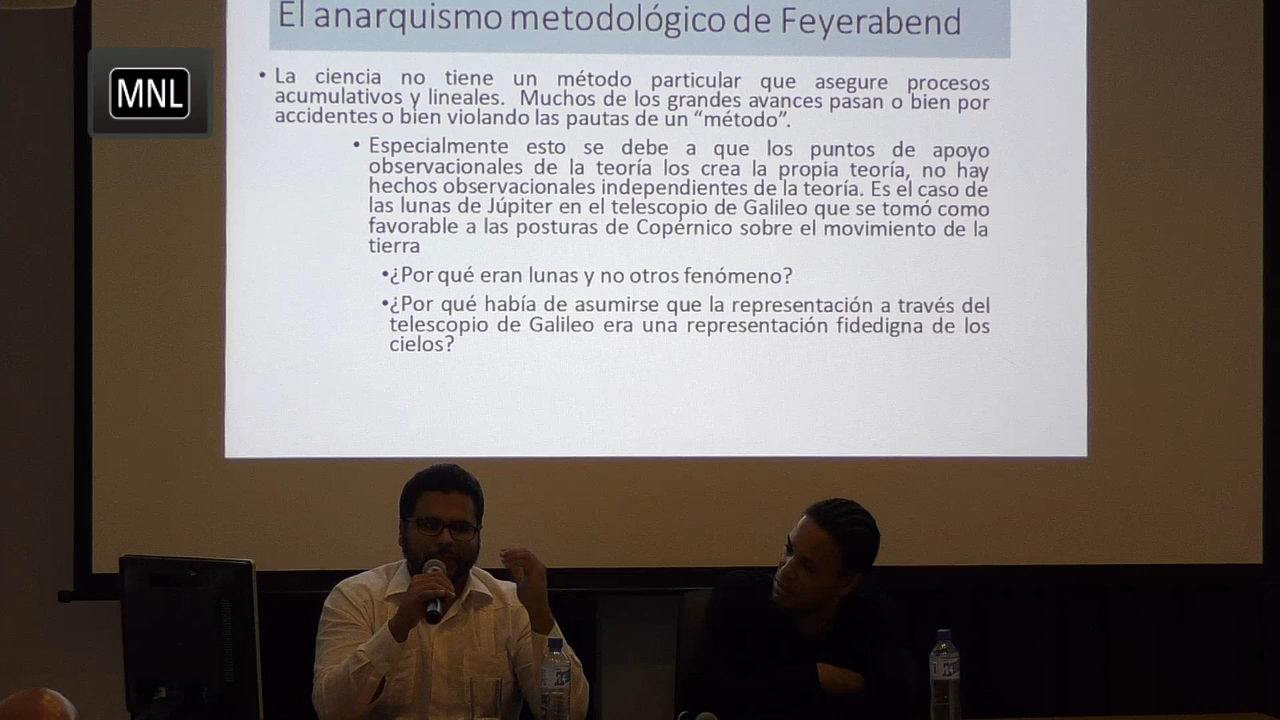 El anarquismo metodológico de Feyerabend
MNL
• La ciencia no tiene un método particular que asegure procesos
acumulativos y lineales. Muchos de los grandes avances pasan o bien por
accidentes o bien violando las pautas de un “método”.
• Especialmente esto se debe a que los puntos de apoyo
observacionales de la teoría los crea la propia teoría, no hay
hechos observacionales independientes de la teoría. Es el caso de
las lunas de Júpiter en el telescopio de Galileo que se tomó como
favorable a las posturas de Copérnico sobre el movimiento de la
tierra
•¿Por qué eran lunas y no otros fenómeno?
•¿Por qué había de asumirse que la representación a través del
telescopio de Galileo era una representación fidedigna de los
cielos?